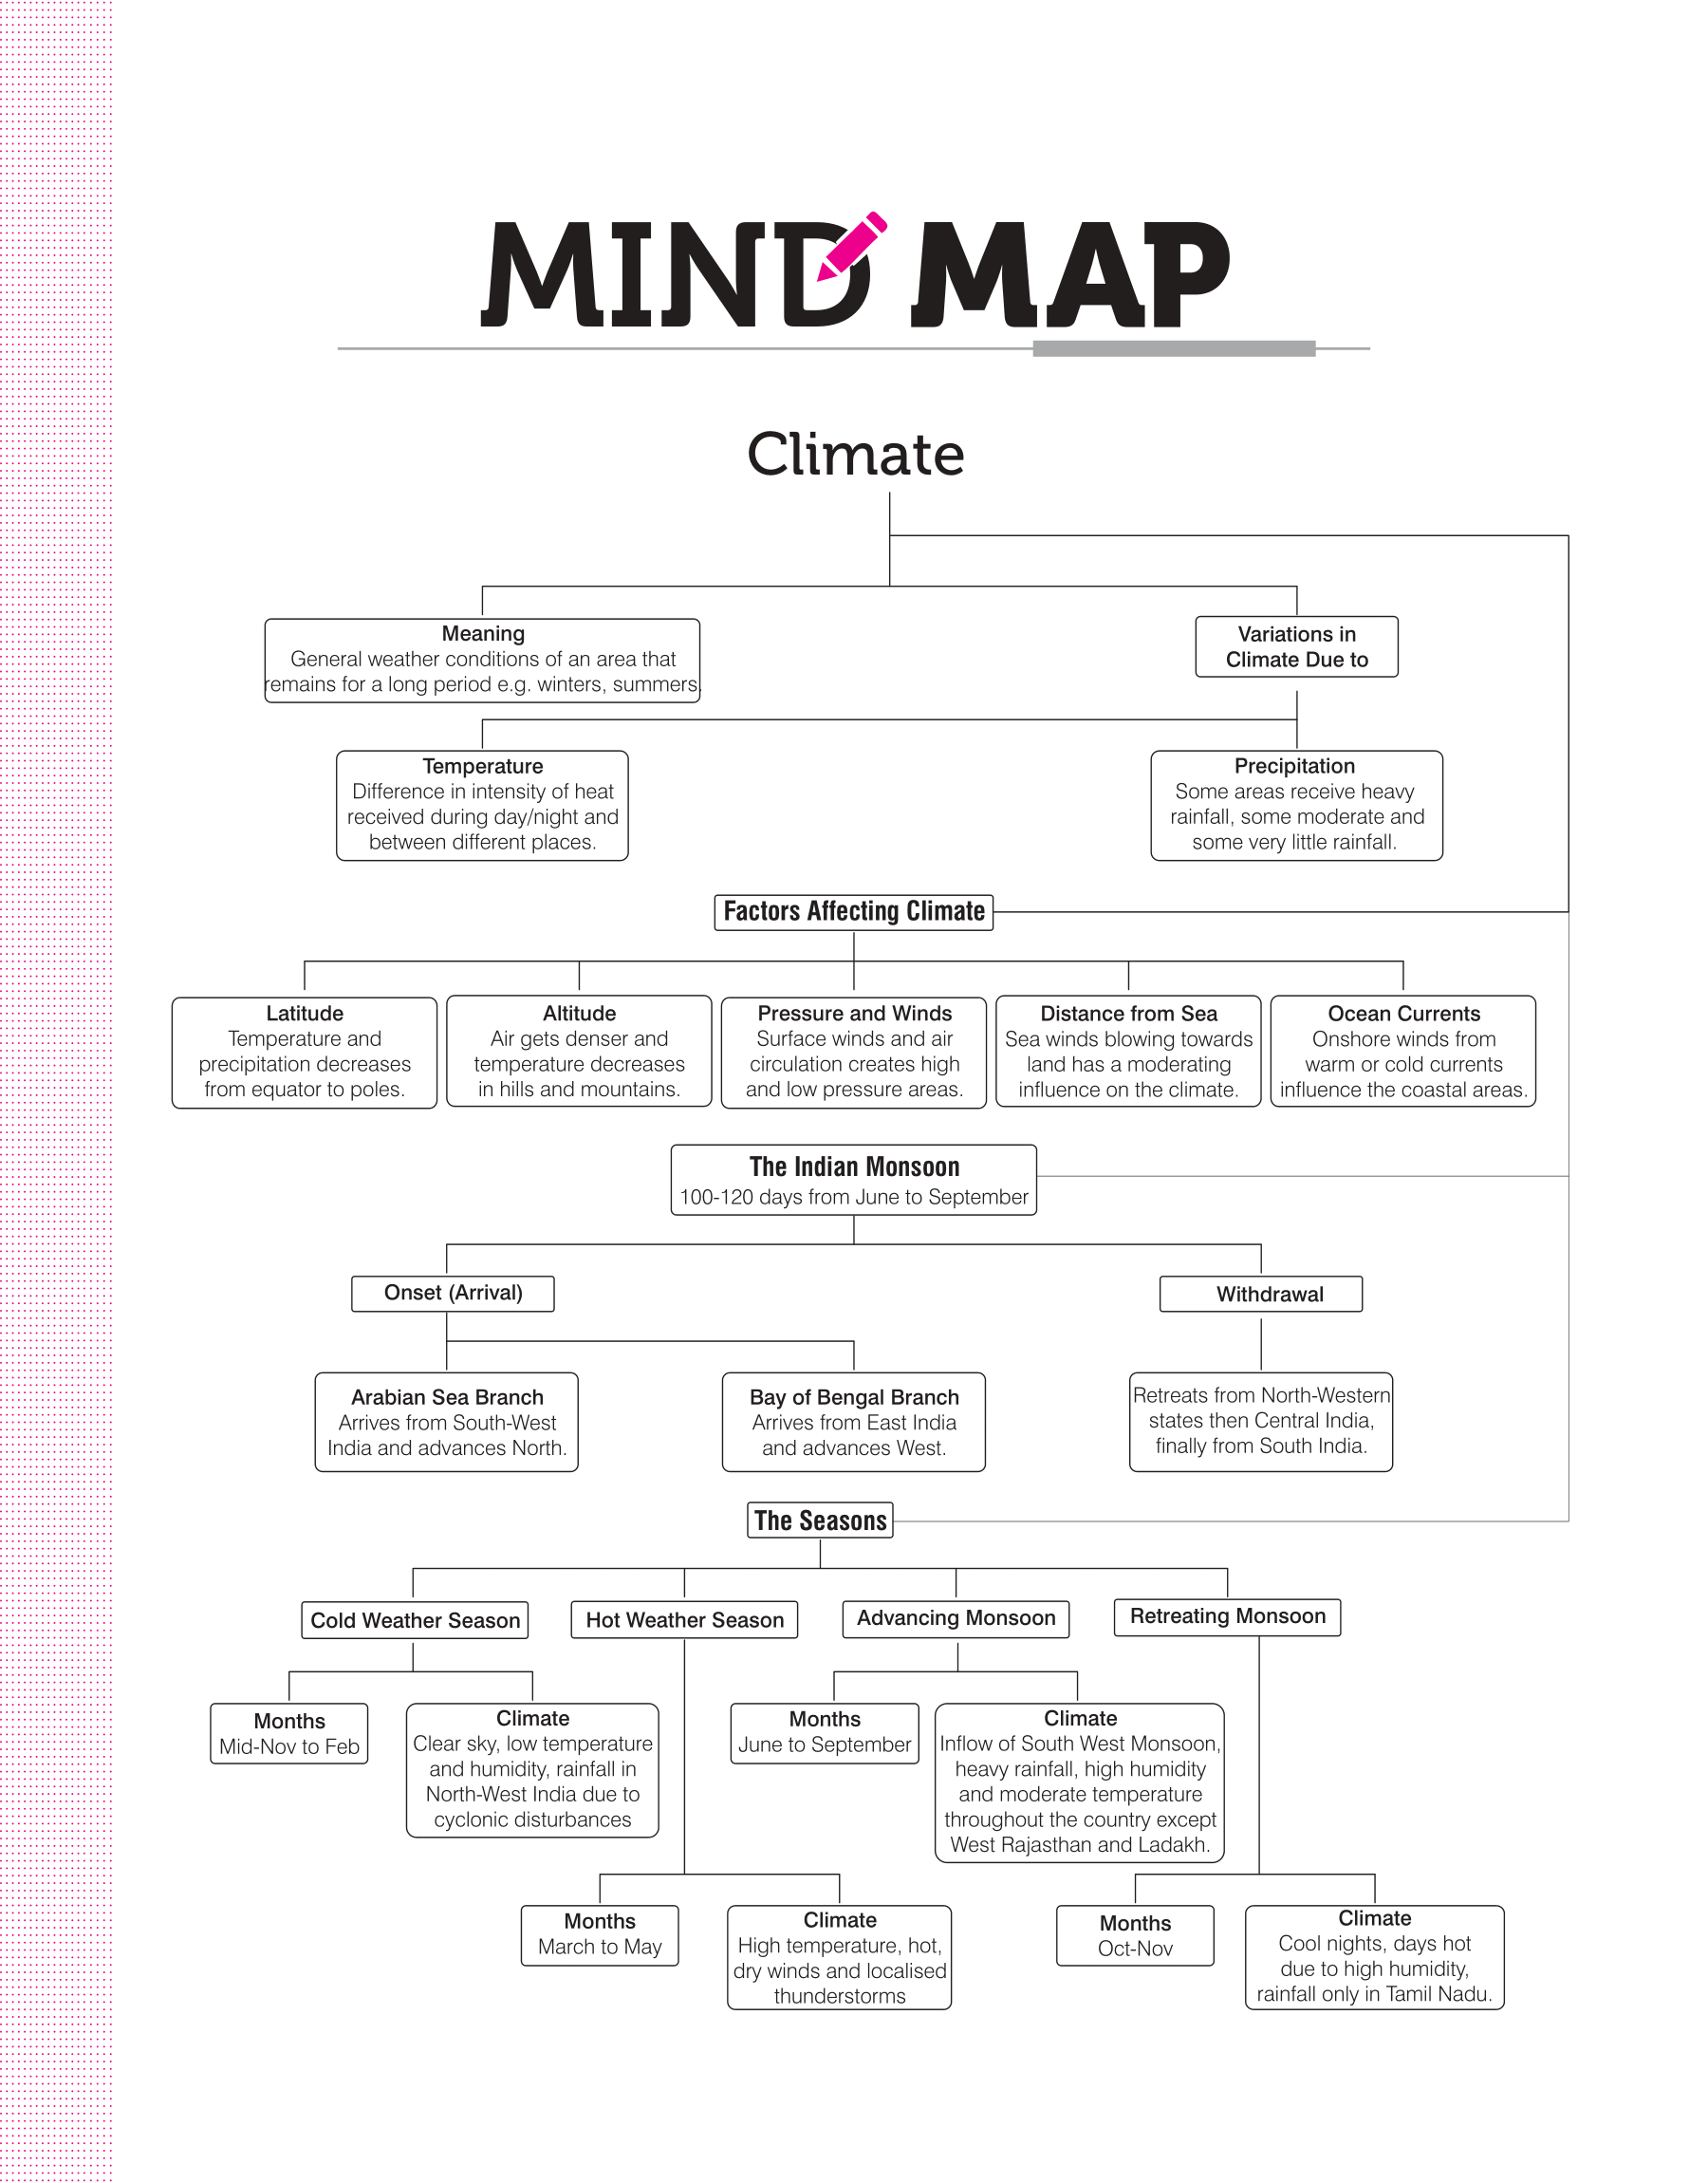 MIND MAP
Climate
Meaning
General weather conditions of an area that
remains for a long period e.g. winters, summers.
Variations in
Climate Due to
Temperature
Difference in intensity of heat
received during day/night and
between different places.
Precipitation
Some areas receive heavy
rainfall, some moderate and
some very little rainfall.
Factors Affecting Climate
Latitude
Temperature and
precipitation decreases
from equator to poles.
Altitude
Air gets denser and
temperature decreases
in hills and mountains.
Pressure and Winds
Surface winds and air
circulation creates high
and low pressure areas.
Distance from Sea
Sea winds blowing towards
land has a moderating
influence on the climate.
Ocean Currents
Onshore winds from
warm or cold currents
influence the coastal areas.
The Indian Monsoon
100-120 days from June to September
Onset (Arrival)
Withdrawal
Arabian Sea Branch
Arrives from South-West
India and advances North.
Bay of Bengal Branch
Arrives from East India
and advances West.
Retreats from North-Western
states then Central India,
finally from South India.
The Seasons
Cold Weather Season
Hot Weather Season
Advancing Monsoon
Retreating Monsoon
Months
Mid-Nov to Feb
Climate
Clear sky, low temperature
and humidity, rainfall in
North-West India due to
cyclonic disturbances
Months
June to September
Climate
Inflow of South West Monsoon,
heavy rainfall, high humidity
and moderate temperature
throughout the country except
West Rajasthan and Ladakh.
Months
March to May
Climate
High temperature, hot,
dry winds and localised
thunderstorms
Months
Oct-Nov
Climate
Cool nights, days hot
due to high humidity,
rainfall only in Tamil Nadu.